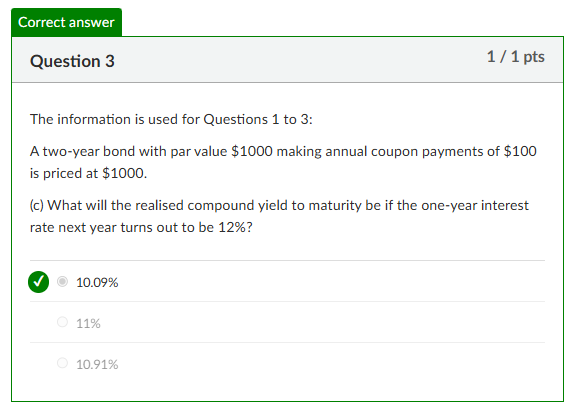 Correct answer
Question 3
1 / 1 pts
The information is used for Questions 1 to 3:
A two-year bond with par value $1000 making annual coupon payments of $100
is priced at $1000.
(c) What will the realised compound yield to maturity be if the one-year interest
rate next year turns out to be 12%?
10.09%
11%
10.91%